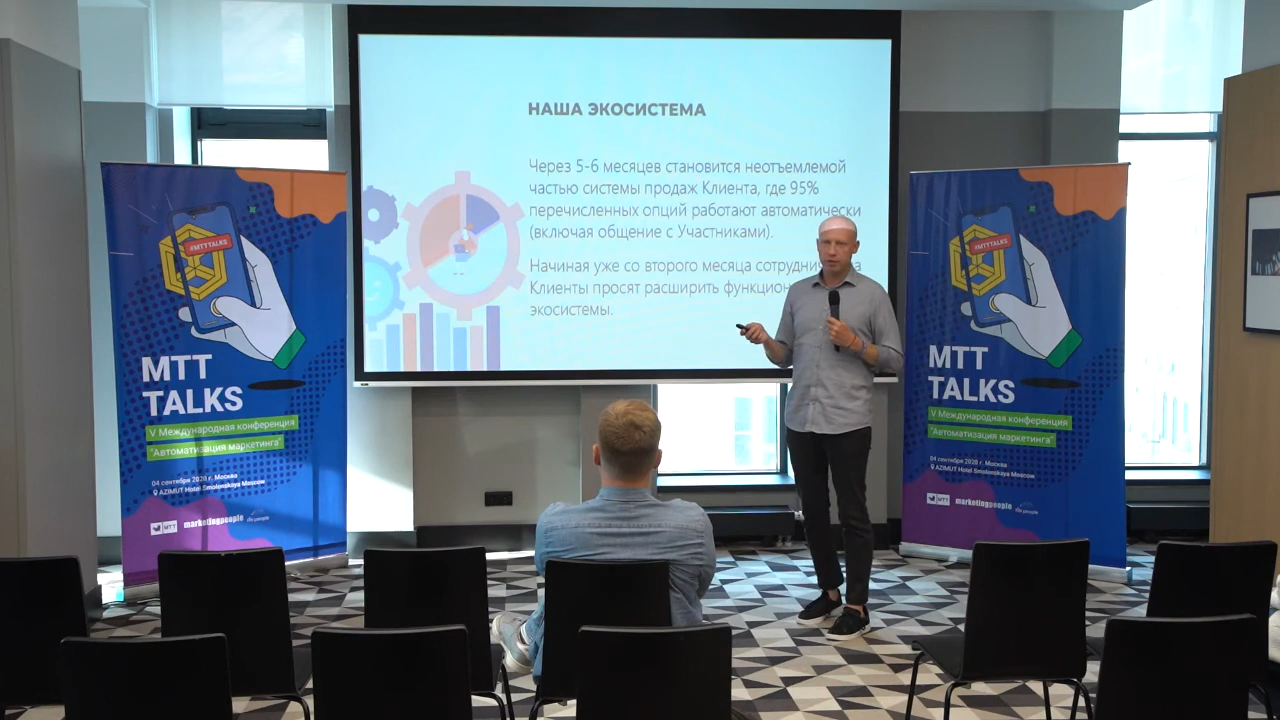 НАША ЭКОСИСТЕМА
Через 5-6 месяцев становится неотъемлемой
частью системы продаж Клиента, где 95%
перечисленных опций работают автоматически
(включая общение с Участниками).
Начиная уже со второго месяца
Клиенты просят расширить
экосистемы.
#MTTTALKS
MTT
TALKS
V Международная конференция
"Автоматизация маркетинга"
04 сентября 2020 г. Москва
AZIMUT Hotel Smolenskaya Moscow
MTT
marketingpeople
#MTTTALKS
MTT
TALKS
V Международная конференция
"Автоматизация маркетинга"
04 сентября 2020 г. Москва
AZIMUT Hotel Smolenskaya Moscow
MTT
marketingpeople